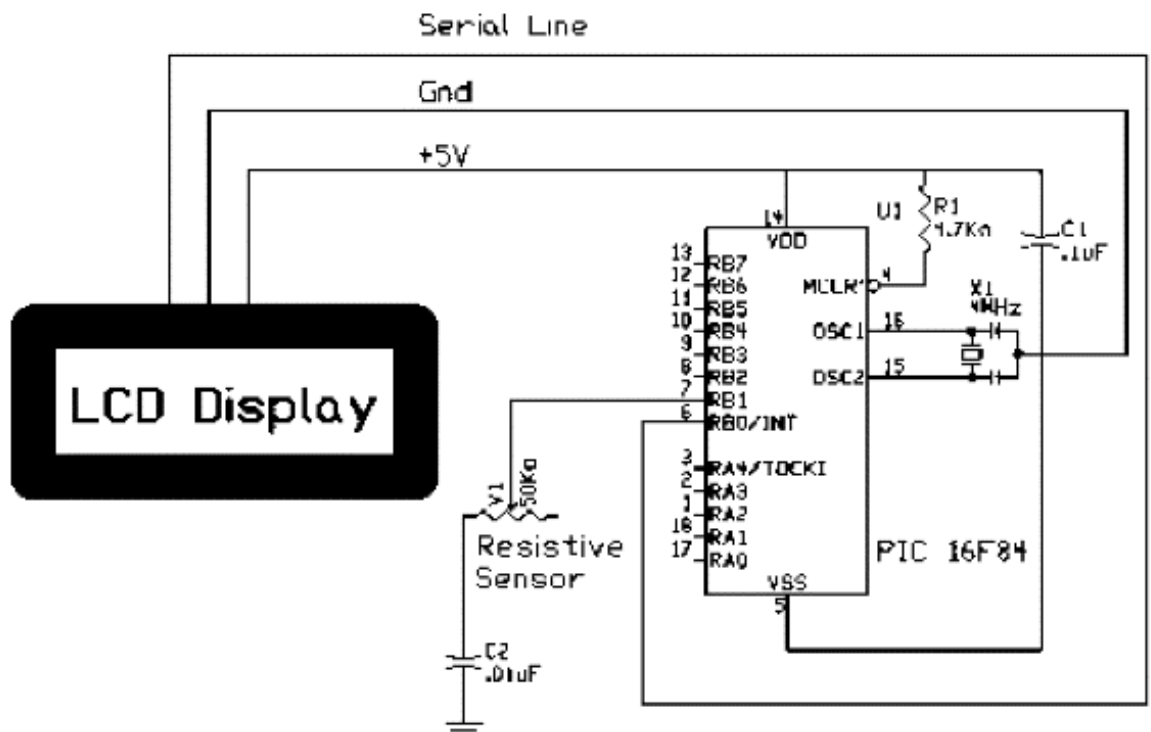 Serial Line
Gnd
+5V
U1
R1
4.7K
C1
.1uF
X1
4MHz
14
VDD
13 RB7
12 RB6
11 RB5
10 RB4
9 RB3
8 RB2
7 RB1
6 RB0/INT
3 RA4/TOCKI
2 RA3
1 RA2
18 RA1
17 RA0
MCLR 4
OSC1 16
OSC2 15
VSS
5
PIC 16F84
LCD Display
V1
50K
Resistive
Sensor
C2
.01uF